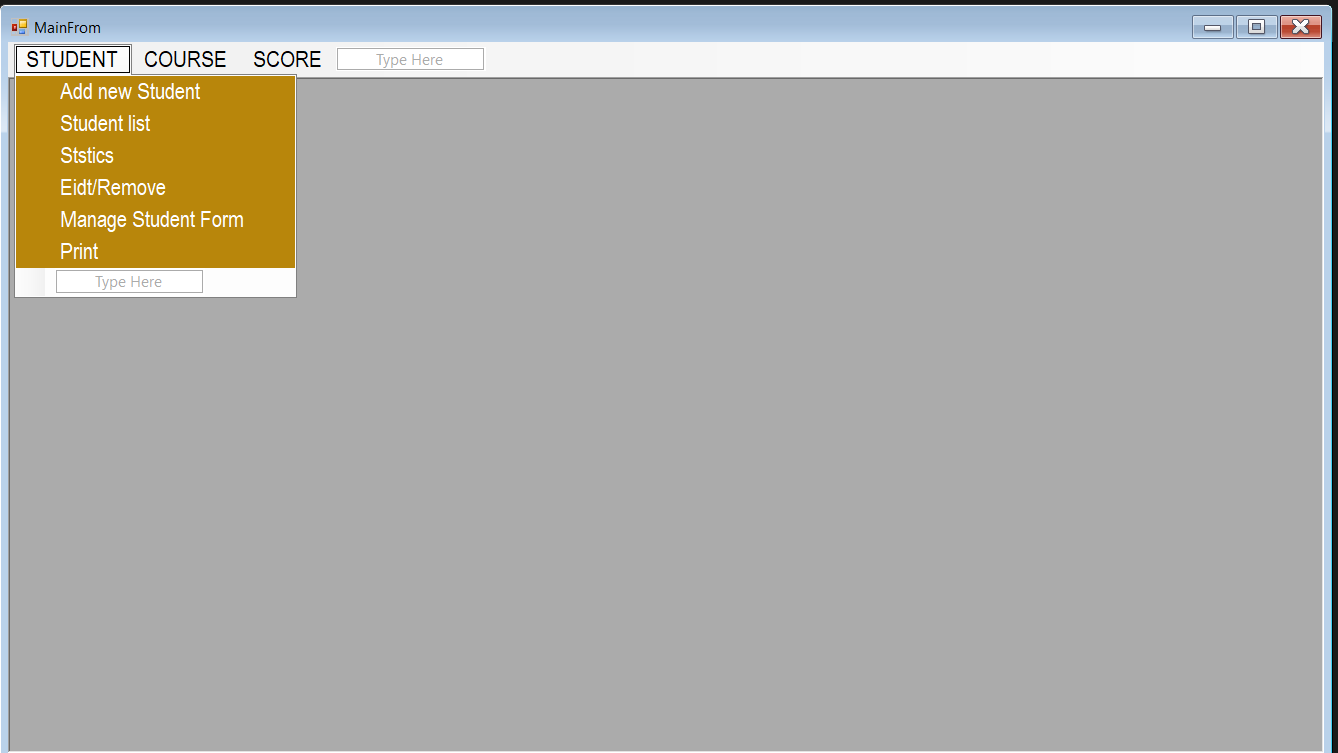 MainFrom
STUDENT COURSE SCORE Type Here
Add new Student
Student list
Ststics
Eidt/Remove
Manage Student Form
Print
Type Here